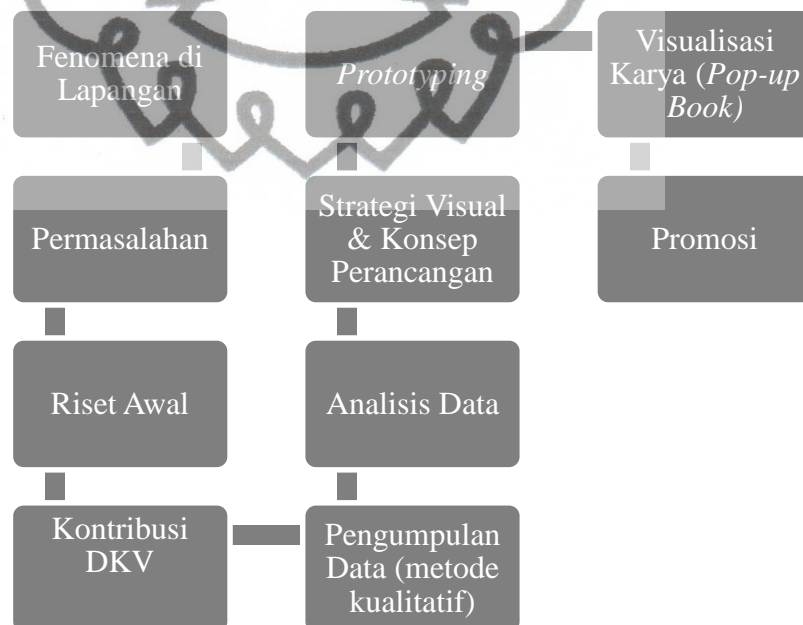 Fenomena di
Lapangan
Permasalahan
Riset Awal
Kontribusi
DKV
Pengumpulan
Data (metode
kualitatif)
Analisis Data
Strategi Visual
& Konsep
Perancangan
Prototyping
Visualisasi
Karya (Pop-up
Book)
Promosi